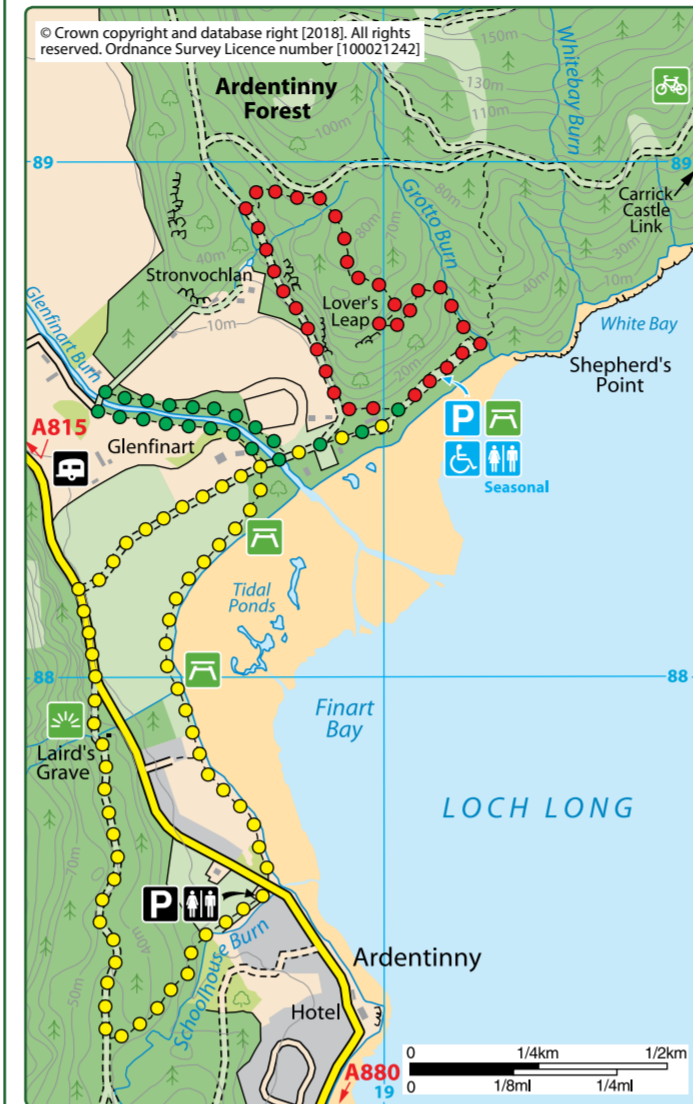 © Crown copyright and database right [2018]. All rights
reserved. Ordnance Survey Licence number [100021242]
150m
Whitebay Burn
Ardentinny
Forest
130m
110m
100m
89
89
Grotto Burn
80m
Carrick
Castle
Link
80m
70m
40m
30m
Stronvochlan
40m
10m
Glenfinart Burn
Lover's
Leap
10m
White Bay
20m
Shepherd's
Point
A815
P
Glenfinart
Seasonal
Tidal
Ponds
88
88
Finart
Bay
Laird's
Grave
LOCH LONG
70m
P
40m
Schoolhouse Burn
Ardentinny
50m
Hotel
0
1/4km
1/2km
A880
0
1/8ml
1/4ml
19